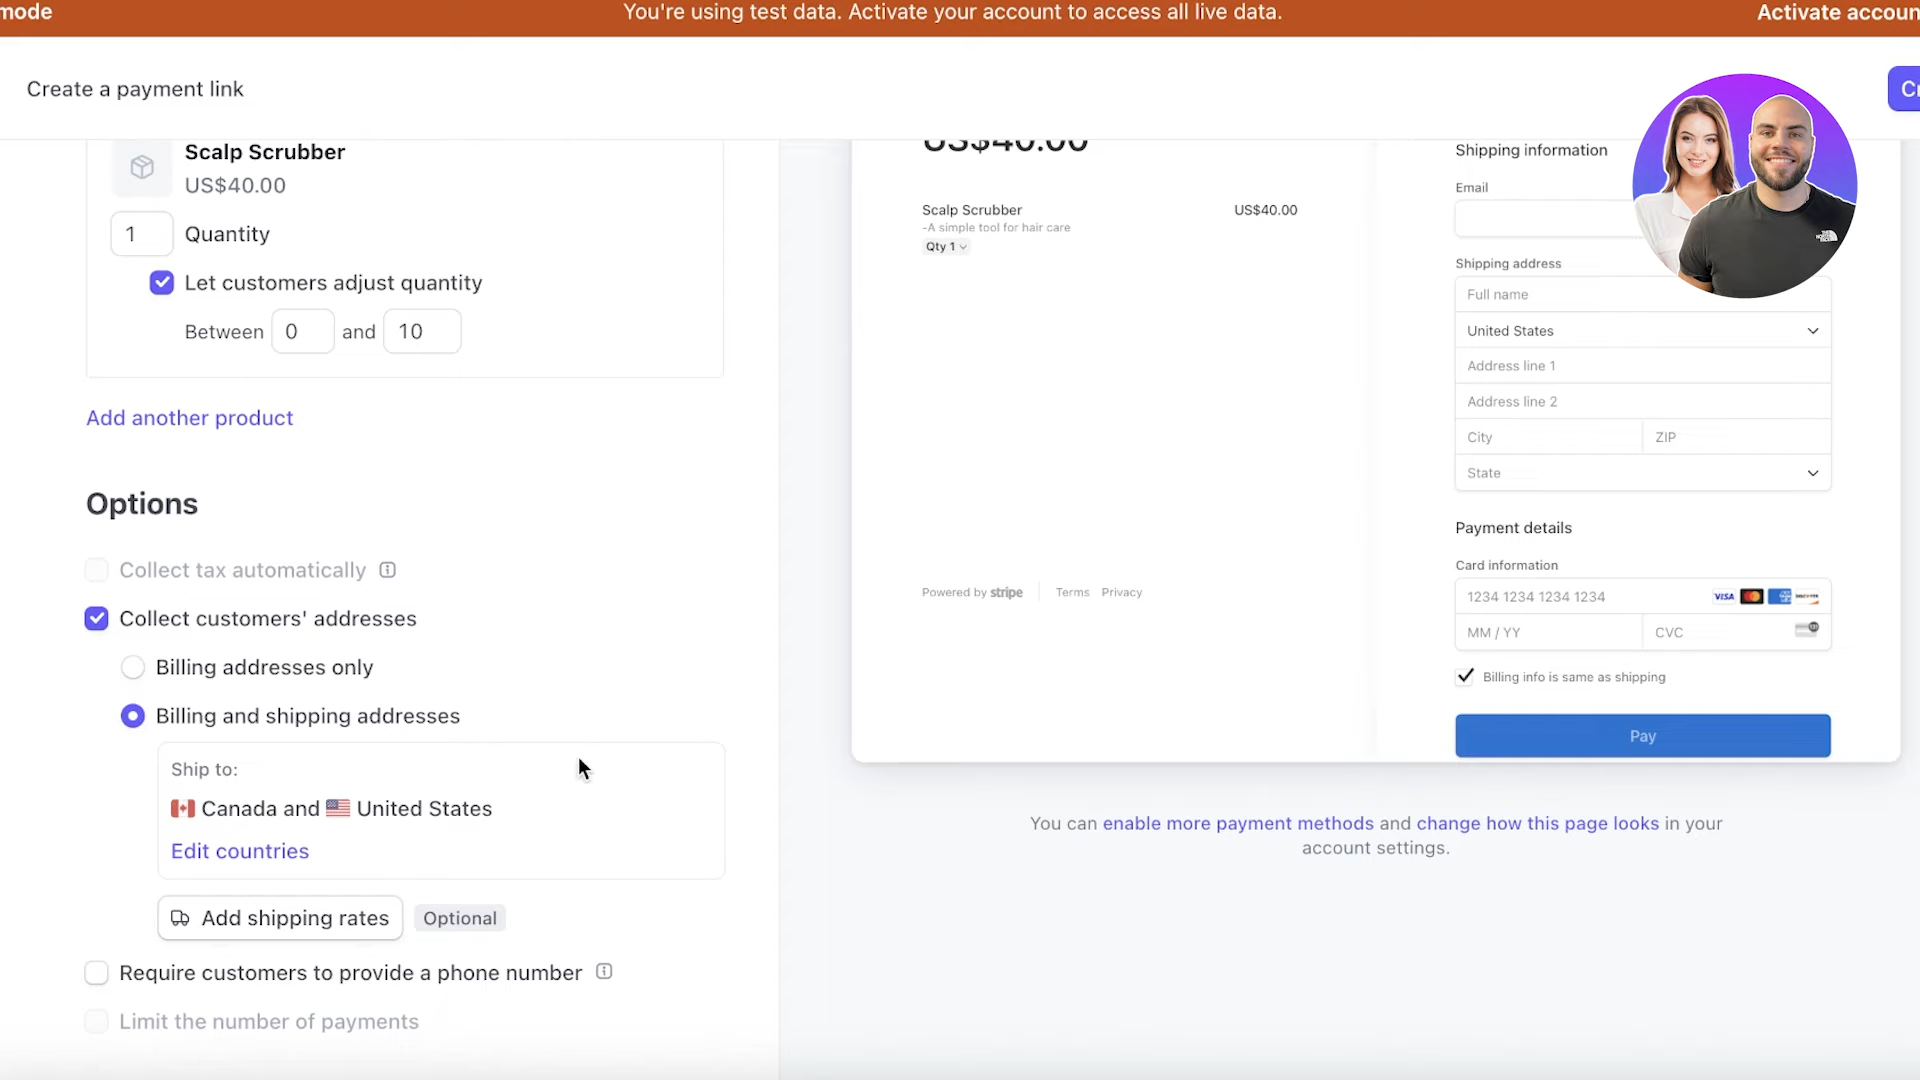 mode
You're using test data. Activate your account to access all live data.
Activate accoun
Create a payment link
Cr
Scalp Scrubber
US$40.00
1 Quantity
Let customers adjust quantity
Between 0 and 10
Add another product
Options
Collect tax automatically
Collect customers' addresses
Billing addresses only
Billing and shipping addresses
Ship to:
Canada and United States
Edit countries
Add shipping rates Optional
Require customers to provide a phone number
Limit the number of payments
US$40.00
Scalp Scrubber US$40.00
-A simple tool for hair care
Qty 1
Powered by stripe Terms Privacy
Shipping information
Email
Shipping address
Full name
United States
Address line 1
Address line 2
City ZIP
State
Payment details
Card information
1234 1234 1234 1234 VISA
MM / YY CVC
Billing info is same as shipping
Pay
You can enable more payment methods and change how this page looks in your
account settings.